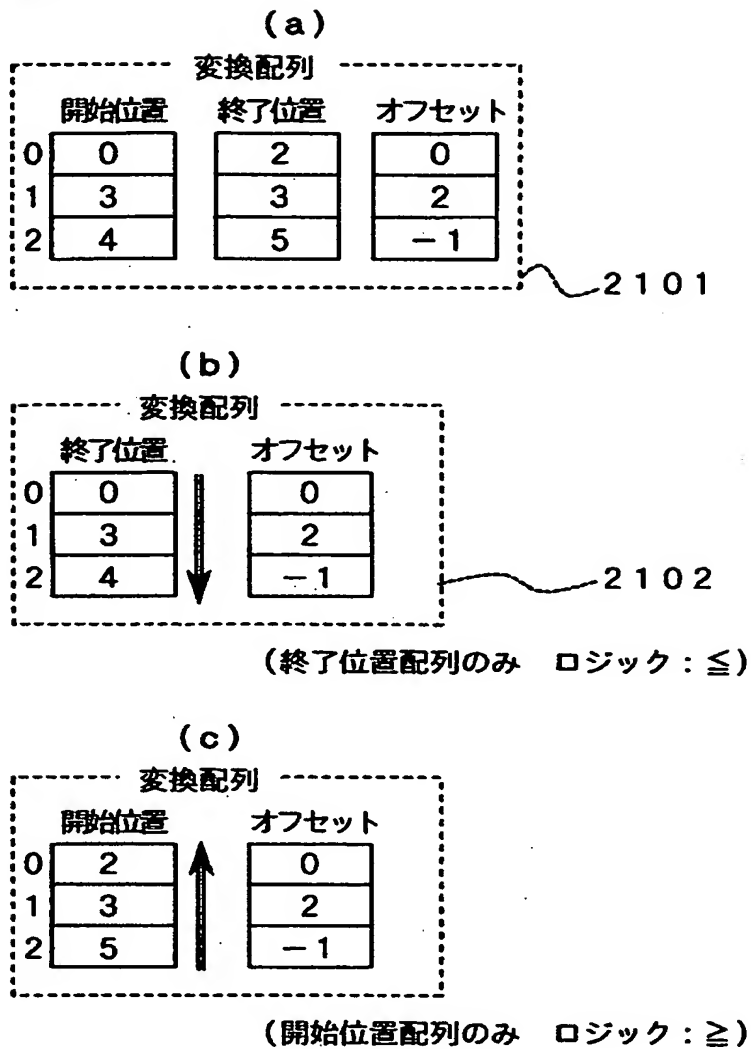 (a)
変換配列
開始位置 終了位置 オフセット
0 0 2 0
1 3 3 2
2 4 5 -1
2101
(b)
変換配列
終了位置 オフセット
0 0 0
1 3 2
2 4 -1
2102
(終了位置配列のみ ロジック:≦)
(c)
変換配列
開始位置 オフセット
0 2 0
1 3 2
2 5 -1
(開始位置配列のみ ロジック:≧)